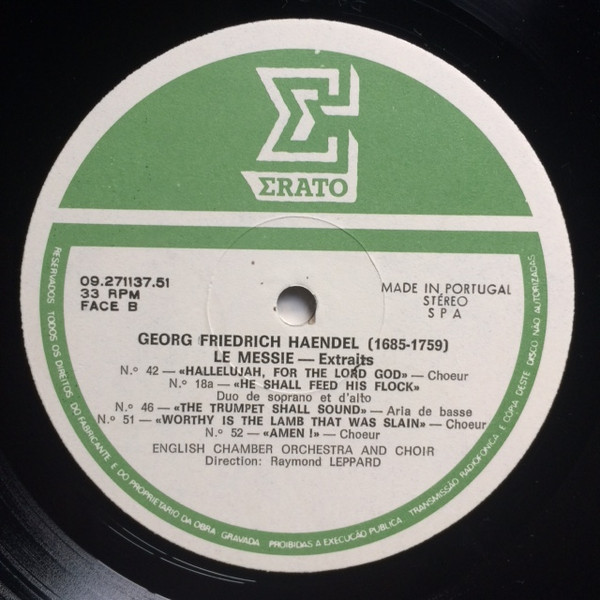 ΣRATO
09.271137.51
33 RPM
FACE B
MADE IN PORTUGAL
STÉREO
S P A
GEORG FRIEDRICH HAENDEL (1685-1759)
LE MESSIE — Extraits
N.º 42 — «HALLELUJAH, FOR THE LORD GOD» — Choeur
N.º 18a — «HE SHALL FEED HIS FLOCK»
Duo de soprano et d'alto
N.º 46 — «THE TRUMPET SHALL SOUND» — Aria de basse
N.º 51 — «WORTHY IS THE LAMB THAT WAS SLAIN» — Choeur
N.º 52 — «AMEN !» — Choeur
ENGLISH CHAMBER ORCHESTRA AND CHOIR
Direction: Raymond LEPPARD
RESERVADOS TODOS OS DIREITOS DO FABRICANTE E DO PROPRIETÁRIO DA OBRA GRAVADA PROIBIDAS A EXECUÇÃO PÚBLICA, TRANSMISSÃO RADIOFÓNICA E CÓPIA DESTE DISCO NÃO AUTORIZADAS